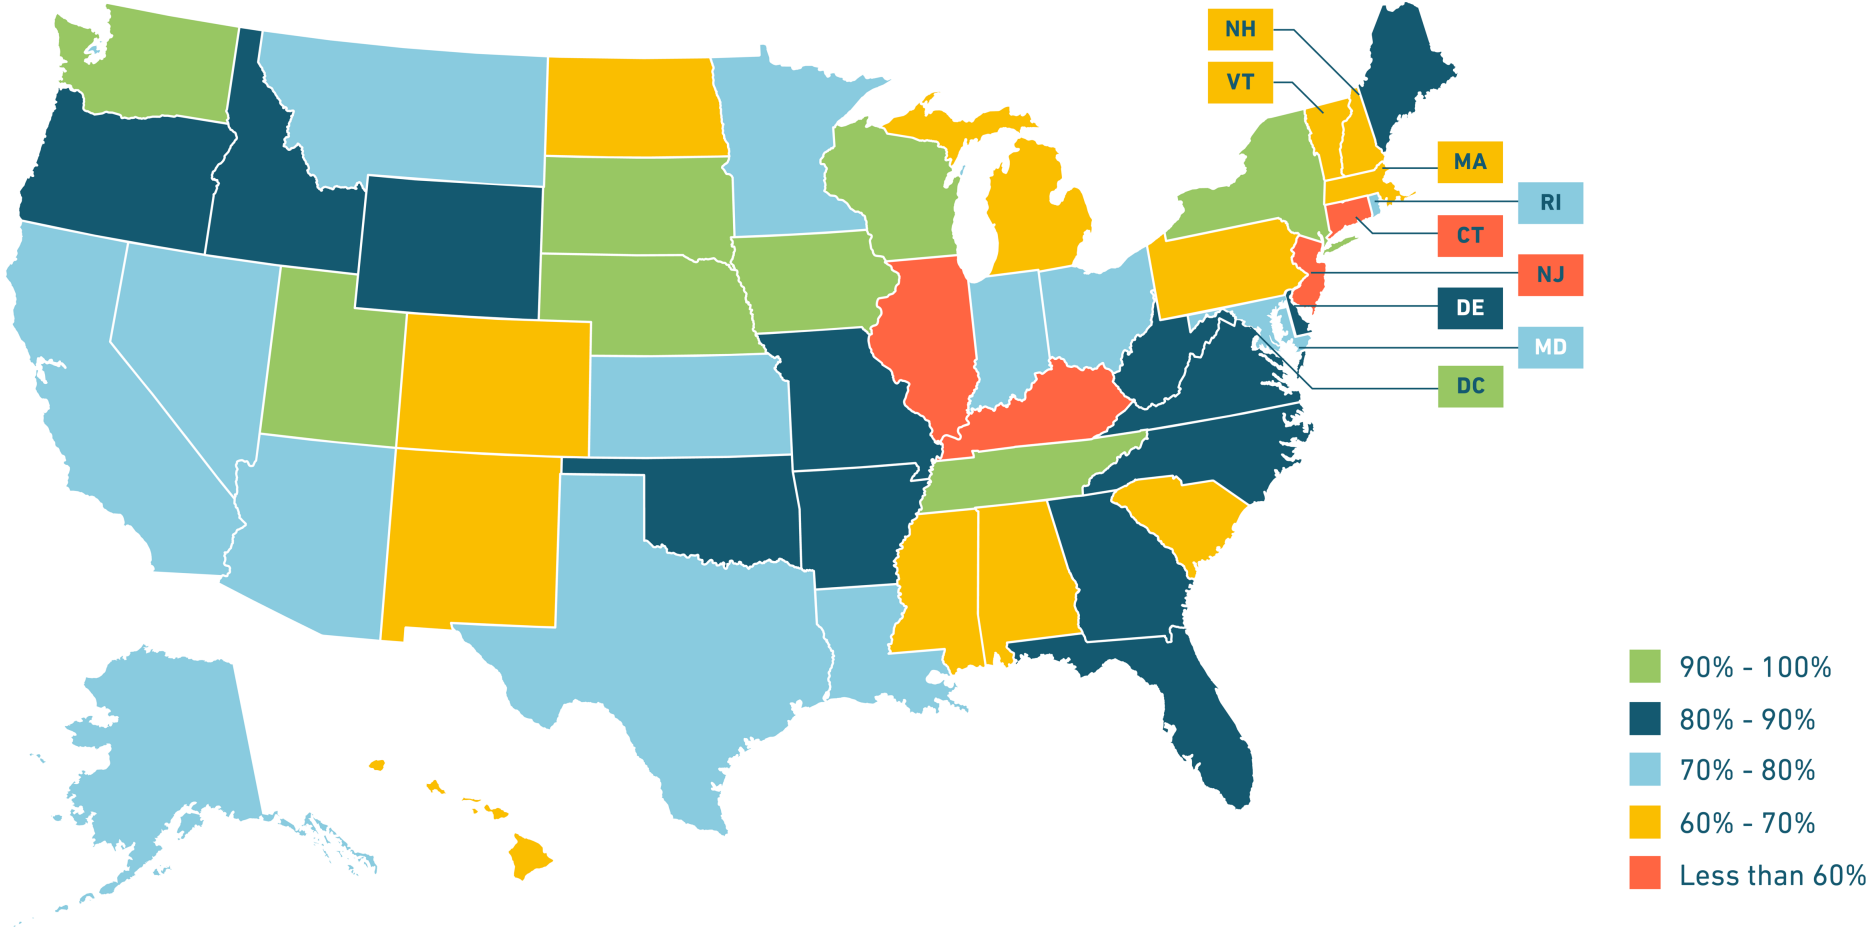 NH
VT
MA
RI
CT
NJ
DE
MD
DC
90% - 100%
80% - 90%
70% - 80%
60% - 70%
Less than 60%